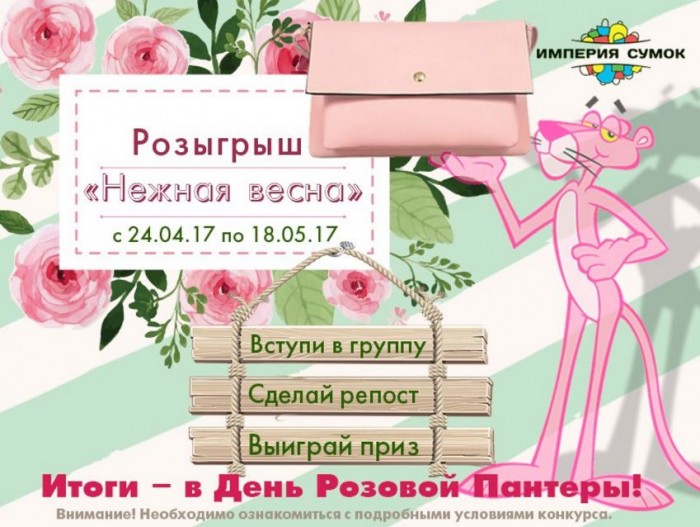 ИМПЕРИЯ СУМОК
Розыгрыш
«Нежная весна»
с 24.04.17 по 18.05.17
Вступи в группу
Сделай репост
Выиграй приз
Итоги – в День Розовой Пантеры!
Внимание! Необходимо ознакомиться с подробными условиями конкурса.